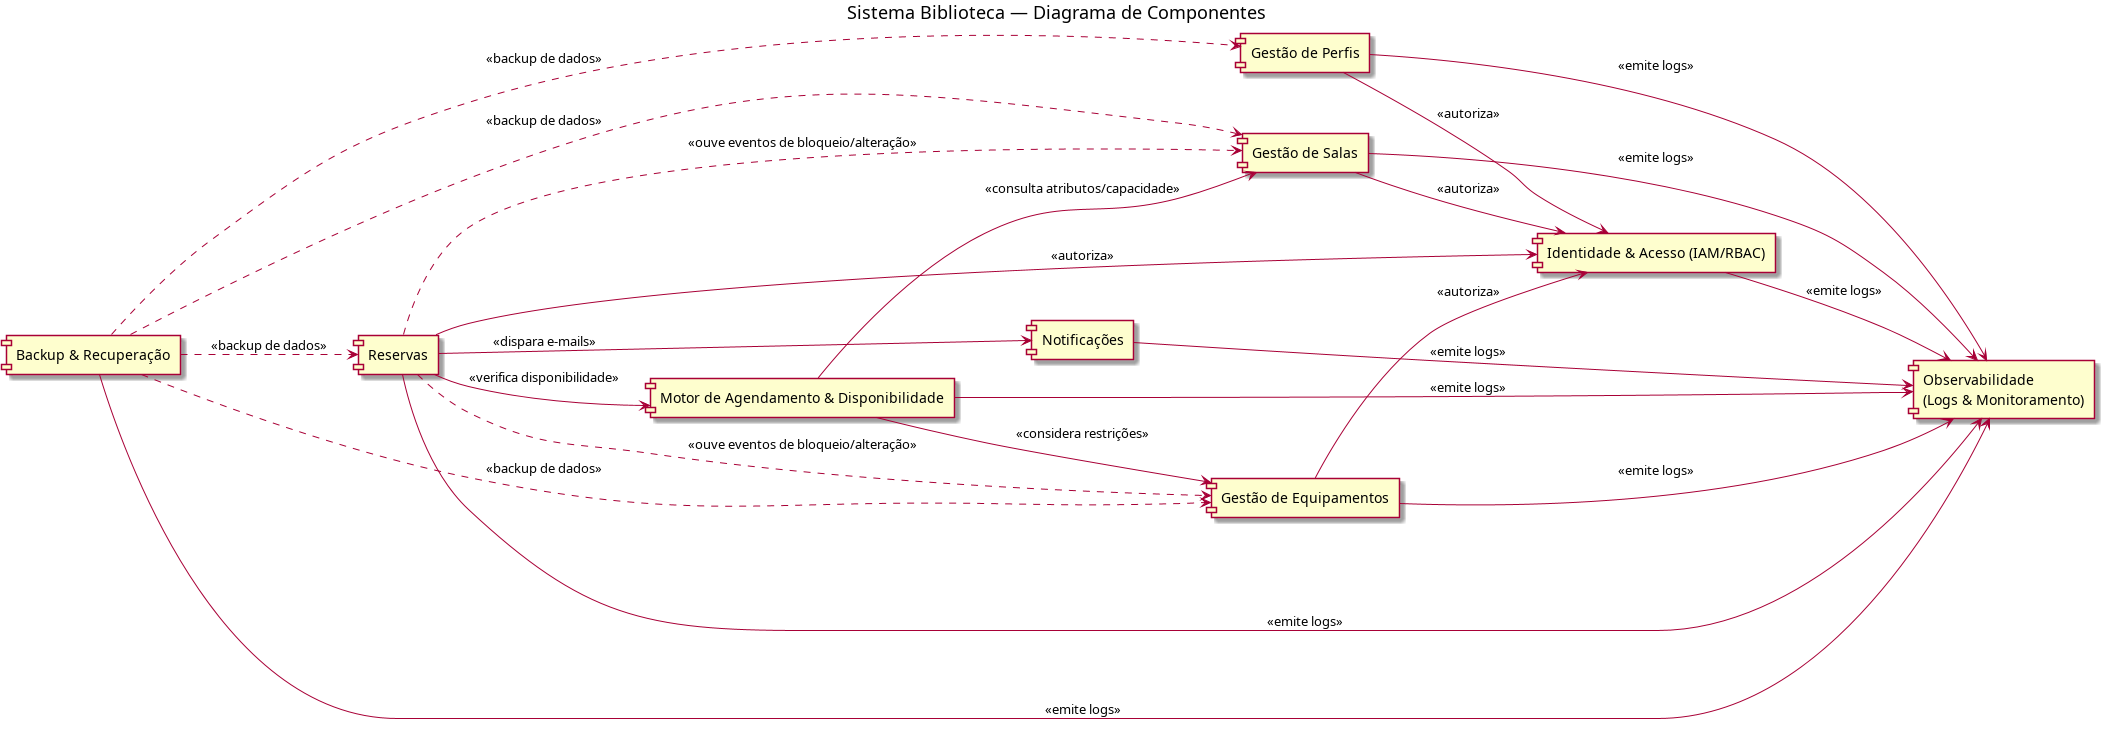 Sistema Biblioteca — Diagrama de Componentes
Gestão de Perfis
«backup de dados»
«emite logs»
«autoriza»
«backup de dados»
«ouve eventos de bloqueio/alteração»
Gestão de Salas
«emite logs»
«consulta atributos/capacidade»
«autoriza»
«autoriza»
Identidade & Acesso (IAM/RBAC)
«autoriza»
«emite logs»
Backup & Recuperação
«backup de dados»
Reservas
«dispara e-mails»
Notificações
«emite logs»
«verifica disponibilidade»
Motor de Agendamento & Disponibilidade
«emite logs»
Observabilidade
(Logs & Monitoramento)
«considera restrições»
«ouve eventos de bloqueio/alteração»
«backup de dados»
«emite logs»
Gestão de Equipamentos
«emite logs»
«emite logs»